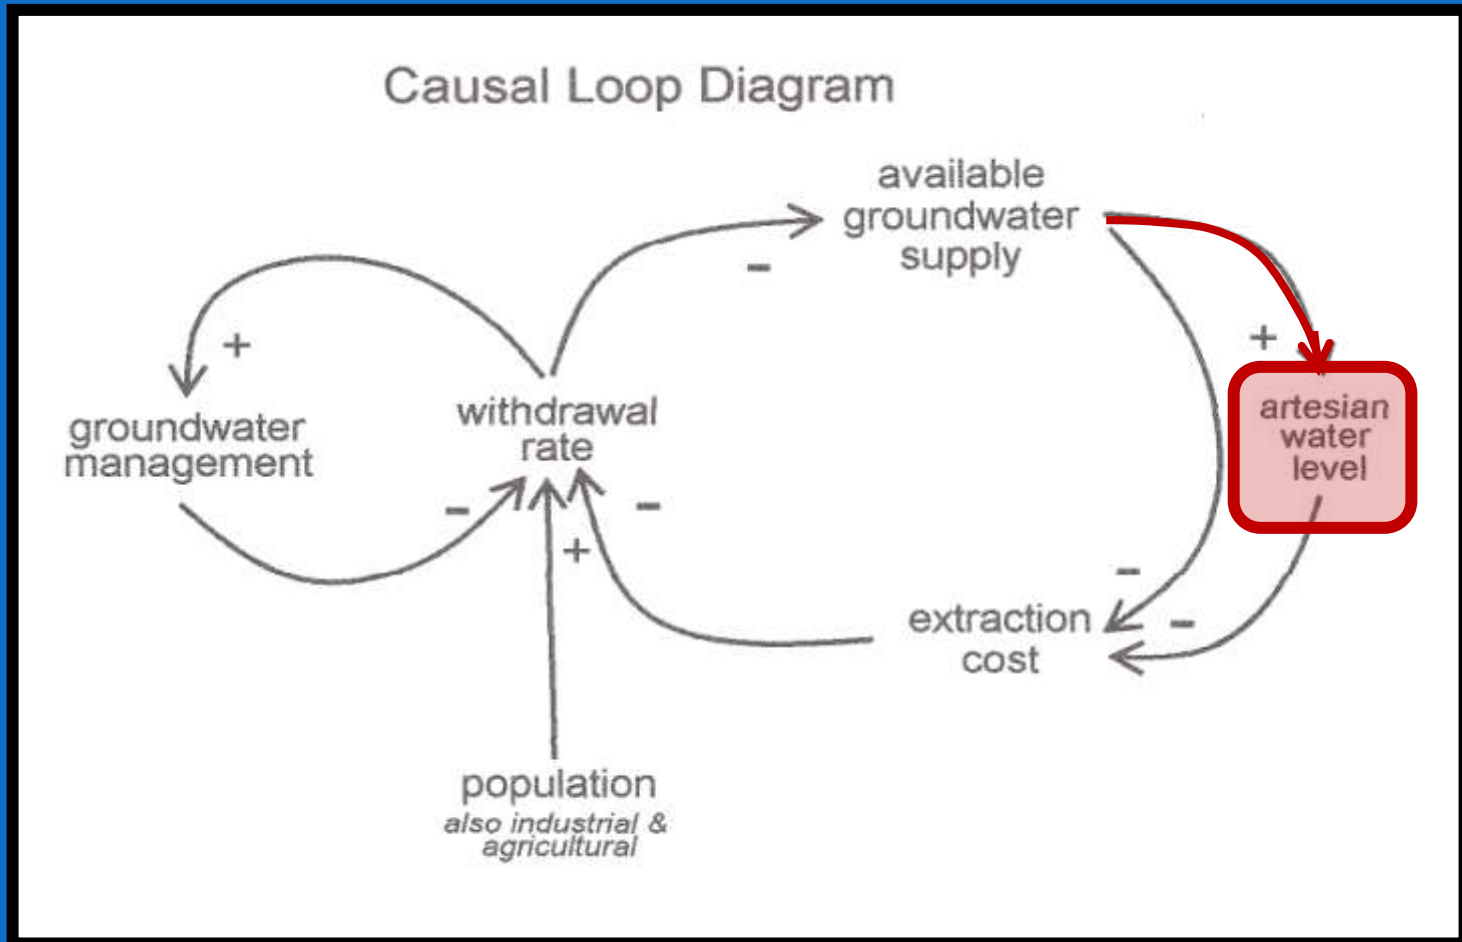 Causal Loop Diagram
available
groundwater
supply
-
+
+
groundwater
management
withdrawal
rate
artesian
water
level
-
-
+
-
-
extraction
cost
population
also industrial &
agricultural